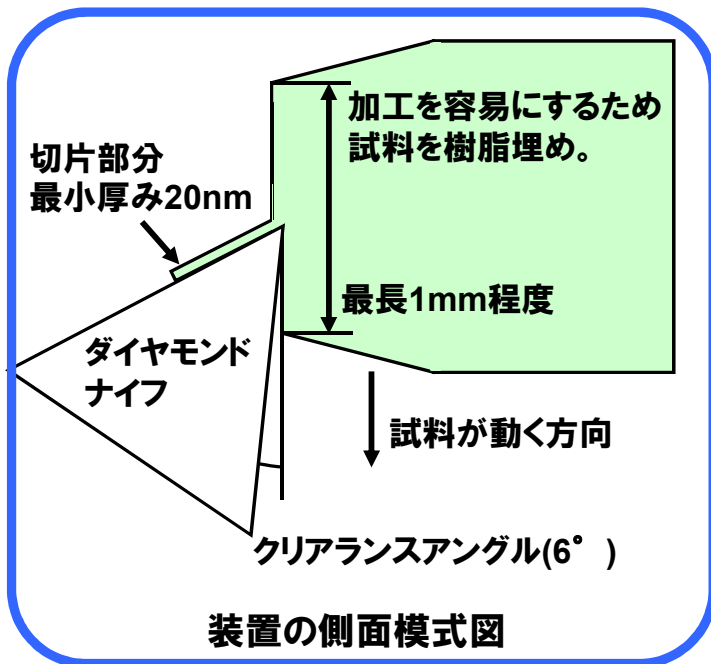 加工を容易にするため
試料を樹脂埋め。
切片部分
最小厚み20nm
最長1mm程度
ダイヤモンド
ナイフ
試料が動く方向
クリアランスアングル(6°)
装置の側面模式図